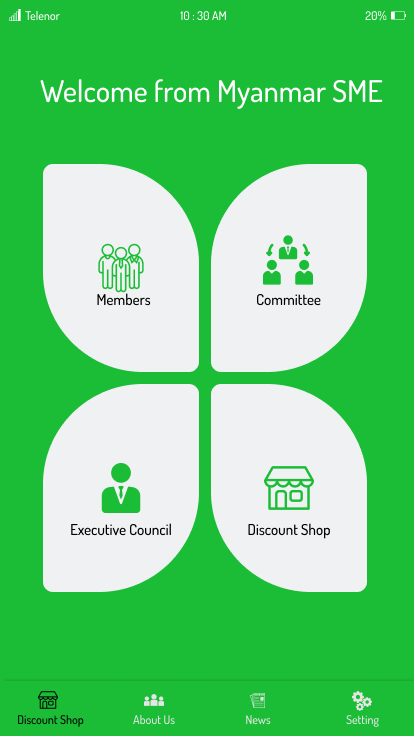 Telenor 10 : 30 AM 20%
Welcome from Myanmar SME
Members Committee
Executive Council Discount Shop
Discount Shop About Us News Setting